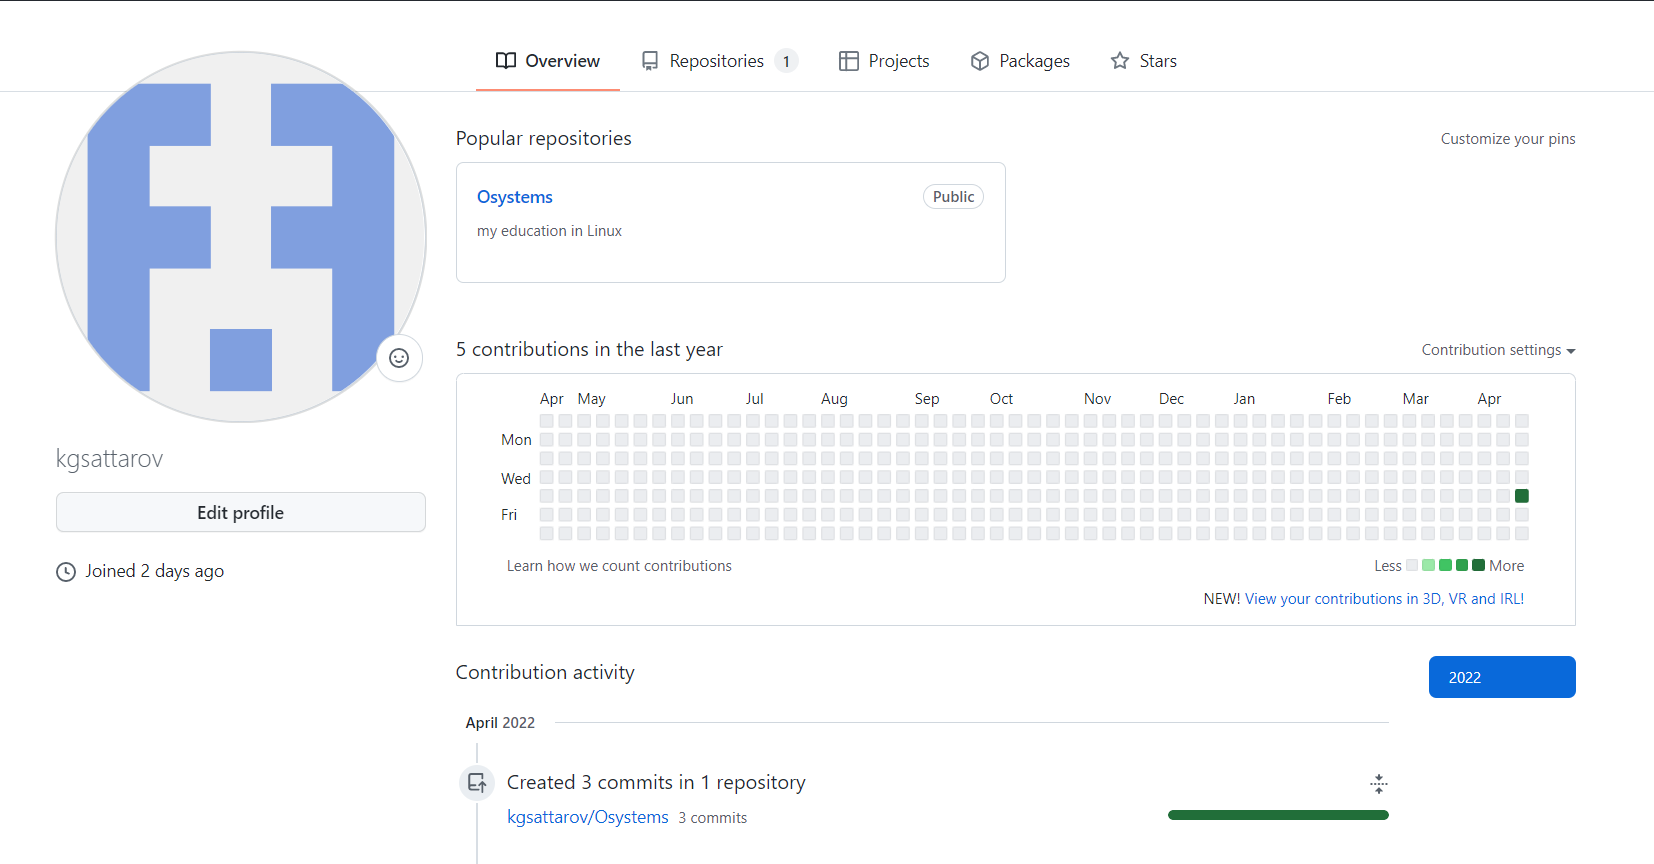 Overview Repositories 1 Projects Packages Stars
kgsattarov
Edit profile
Joined 2 days ago
Popular repositories Customize your pins
Osystems Public
my education in Linux
5 contributions in the last year Contribution settings
Apr May Jun Jul Aug Sep Oct Nov Dec Jan Feb Mar Apr
Mon
Wed
Fri
Learn how we count contributions Less More
NEW! View your contributions in 3D, VR and IRL!
Contribution activity 2022
April 2022
Created 3 commits in 1 repository
kgsattarov/Osystems 3 commits